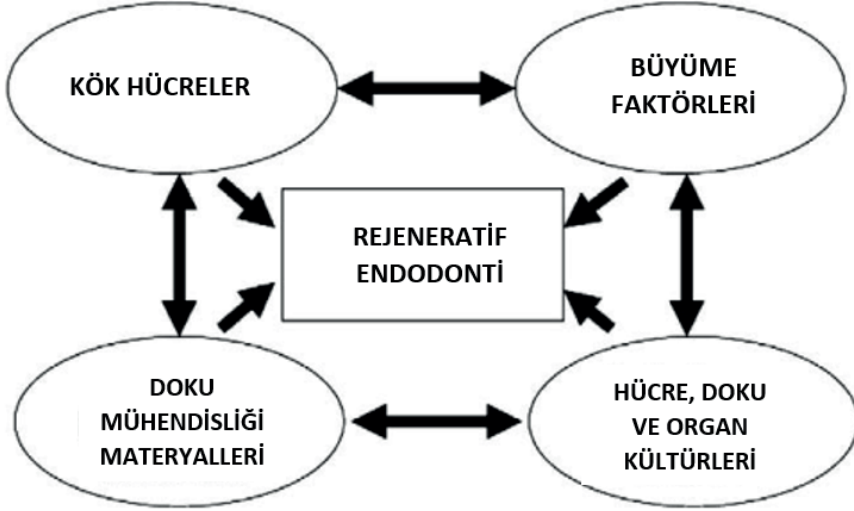 KÖK HÜCRELER
BÜYÜME
FAKTÖRLERİ
REJENERATİF
ENDODONTİ
DOKU
MÜHENDİSLİĞİ
MATERYALLERİ
HÜCRE, DOKU
VE ORGAN
KÜLTÜRLERİ